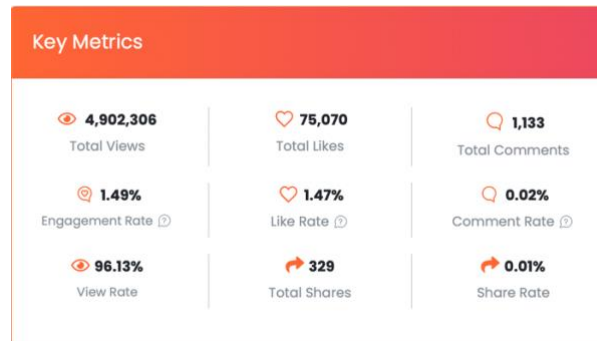 Key Metrics
4,902,306
Total Views
75,070
Total Likes
1,133
Total Comments
1.49%
Engagement Rate
1.47%
Like Rate
0.02%
Comment Rate
96.13%
View Rate
329
Total Shares
0.01%
Share Rate